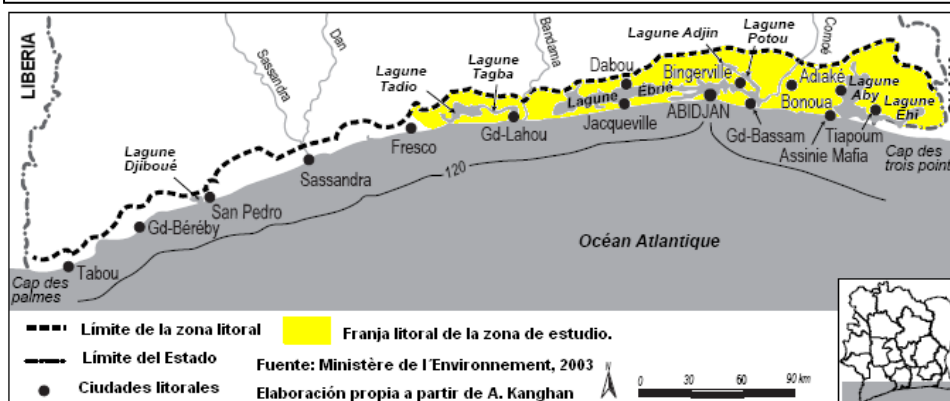 LIBERIA
Sassandra
Dan
Bandama
Comoé
Lagune Adjin
Lagune
Potou
Lagune
Tadio
Lagune
Tagba
Dabou
Bingerville
Adiaké
Lagune
Aby
Lagune
Ehi
Lagune Ébrié
Bonoua
Jacqueville
ABIDJAN
Gd-Lahou
Fresco
Gd-Bassam
Tiapoum
Assinie Mafia
Cap des
trois point
Lagune
Djiboué
Sassandra
120
San Pedro
Gd-Béréby
Océan Atlantique
Tabou
Cap des
palmes
Límite de la zona litoral
Franja litoral de la zona de estudio.
Límite del Estado
Fuente: Ministère de l´Environnement, 2003
Ciudades litorales
Elaboración propia a partir de A. Kanghan
N
0 30 60 90 km